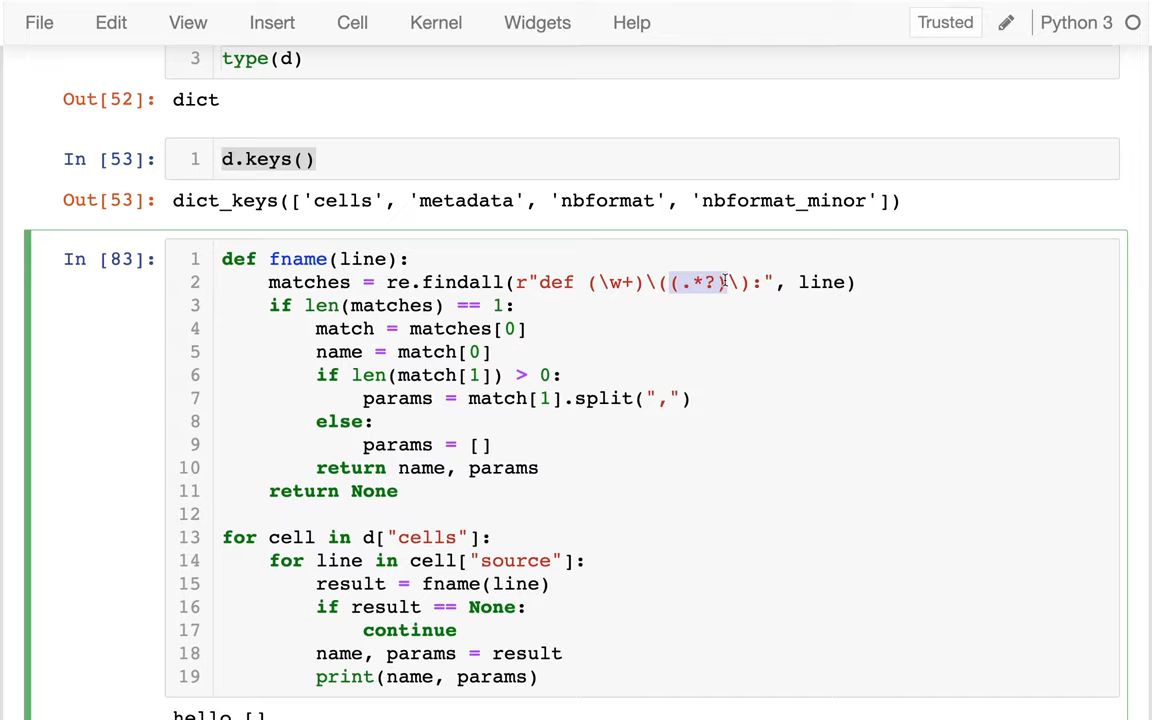 File Edit View Insert Cell Kernel Widgets Help Trusted Python 3
3 type(d)
Out[52]: dict
In [53]: 1 d.keys()
Out[53]: dict_keys(['cells', 'metadata', 'nbformat', 'nbformat_minor'])
In [83]: 1 def fname(line):
2 matches = re.findall(r"def (\w+)\((.*?)\):", line)
3 if len(matches) == 1:
4 match = matches[0]
5 name = match[0]
6 if len(match[1]) > 0:
7 params = match[1].split(",")
8 else:
9 params = []
10 return name, params
11 return None
12
13 for cell in d["cells"]:
14 for line in cell["source"]:
15 result = fname(line)
16 if result == None:
17 continue
18 name, params = result
19 print(name, params)
hello []